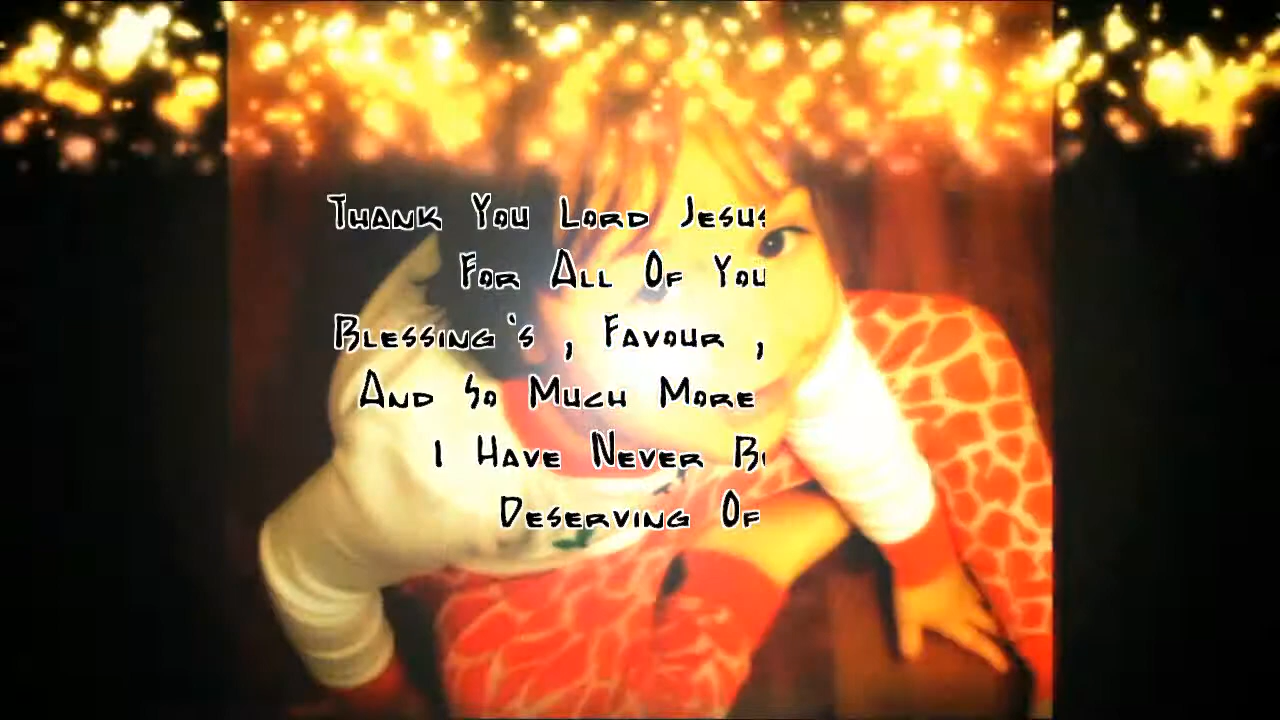 Thank You Lord Jesus
For All Of You
Blessing's , Favour ,
And So Much More
I Have Never
Deserving Of